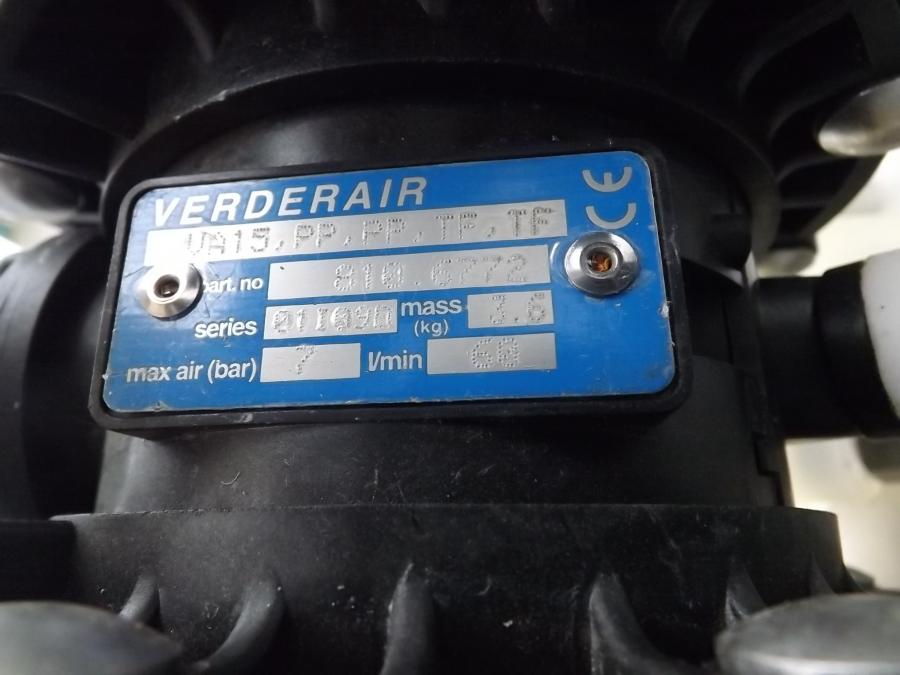 VERDERAIR
CE
VA15,PP,PP,TF,TF
part. no 810.6772
series mass (kg) 3.6
max air (bar) 7 l/min 60